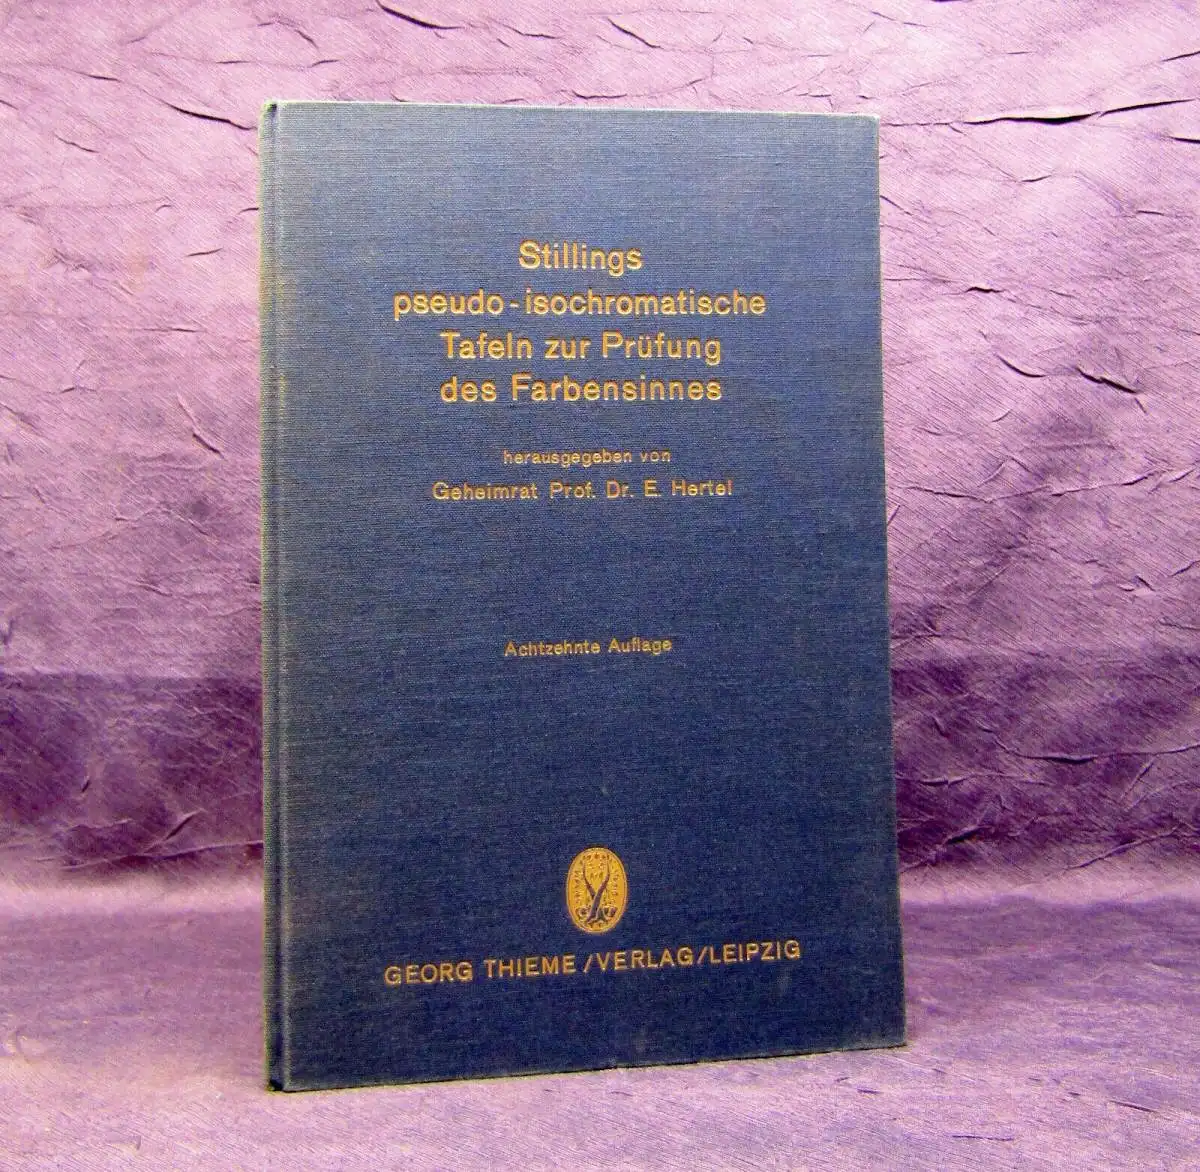 Stillings
pseudo-isochromatische
Tafeln zur Prüfung
des Farbensinnes
herausgegeben von
Geheimrat Prof. Dr. E. Hertel
Achtzehnte Auflage
GEORG THIEME/VERLAG/LEIPZIG